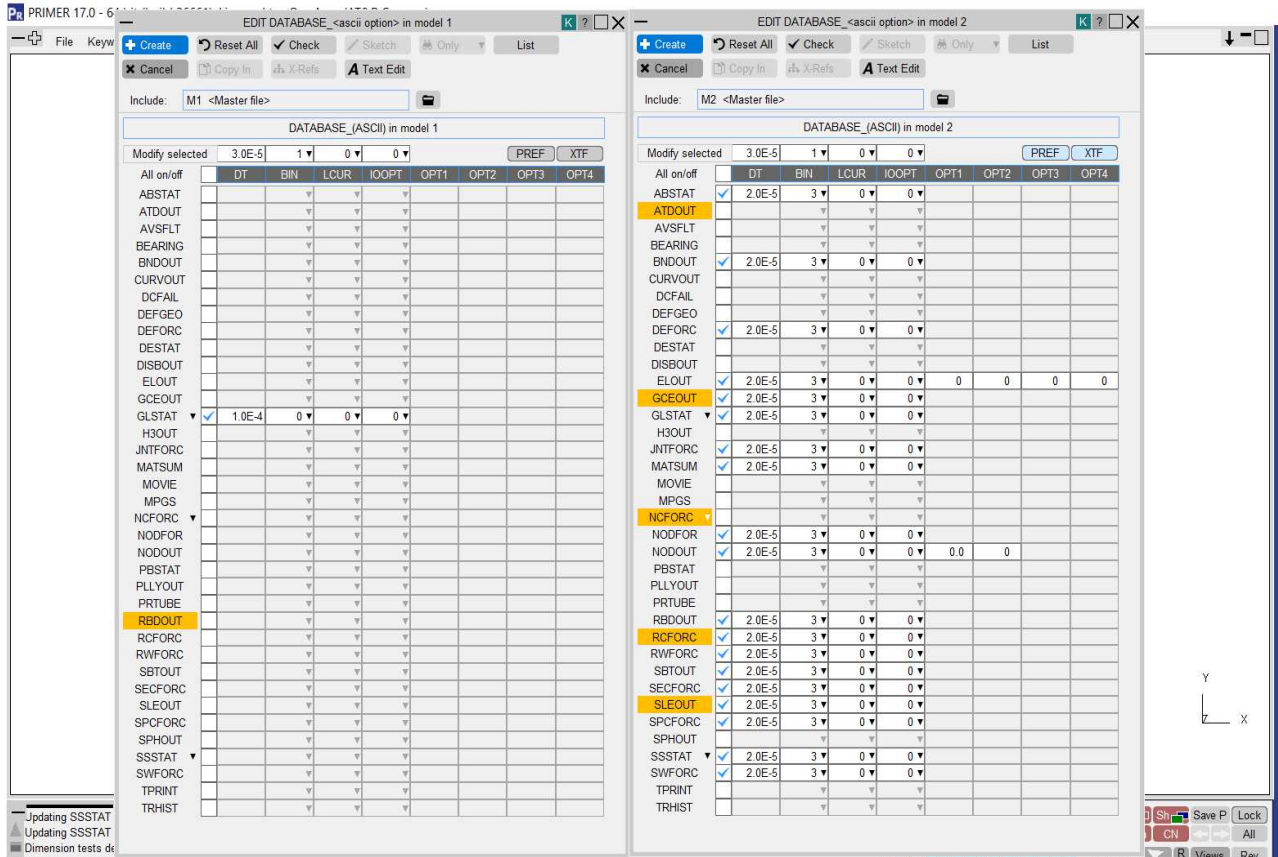 PRIMER 17.0 - 6
EDIT DATABASE_<ascii option> in model 1
K ?
File Keyw
Create Reset All Check Sketch Only List
Cancel Copy In X-Refs A Text Edit
Include: M1 <Master file>
DATABASE_(ASCII) in model 1
Modify selected 3.0E-5 1 0 0 PREF XTF
All on/off DT BIN LCUR IOOPT OPT1 OPT2 OPT3 OPT4
ABSTAT
ATDOUT
AVSFLT
BEARING
BNDOUT
CURVOUT
DCFAIL
DEFGEO
DEFORC
DESTAT
DISBOUT
ELOUT
GCEOUT
GLSTAT 1.0E-4 0 0 0
H3OUT
JNTFORC
MATSUM
MOVIE
MPGS
NCFORC
NODFOR
NODOUT
PBSTAT
PLLYOUT
PRTUBE
RBDOUT
RCFORC
RWFORC
SBTOUT
SECFORC
SLEOUT
SPCFORC
SPHOUT
SSSTAT
SWFORC
TPRINT
TRHIST
EDIT DATABASE_<ascii option> in model 2
K ?
Create Reset All Check Sketch Only List
Cancel Copy In X-Refs A Text Edit
Include: M2 <Master file>
DATABASE_(ASCII) in model 2
Modify selected 3.0E-5 1 0 0 PREF XTF
All on/off DT BIN LCUR IOOPT OPT1 OPT2 OPT3 OPT4
ABSTAT 2.0E-5 3 0 0
ATDOUT
AVSFLT
BEARING
BNDOUT 2.0E-5 3 0 0
CURVOUT
DCFAIL
DEFGEO
DEFORC 2.0E-5 3 0 0
DESTAT
DISBOUT
ELOUT 2.0E-5 3 0 0 0 0 0 0
GCEOUT 2.0E-5 3 0 0
GLSTAT 2.0E-5 3 0 0
H3OUT
JNTFORC 2.0E-5 3 0 0
MATSUM 2.0E-5 3 0 0
MOVIE
MPGS
NCFORC
NODFOR 2.0E-5 3 0 0
NODOUT 2.0E-5 3 0 0 0.0 0
PBSTAT
PLLYOUT
PRTUBE
RBDOUT 2.0E-5 3 0 0
RCFORC 2.0E-5 3 0 0
RWFORC 2.0E-5 3 0 0
SBTOUT 2.0E-5 3 0 0
SECFORC 2.0E-5 3 0 0
SLEOUT 2.0E-5 3 0 0
SPCFORC 2.0E-5 3 0 0
SPHOUT
SSSTAT 2.0E-5 3 0 0
SWFORC 2.0E-5 3 0 0
TPRINT
TRHIST
Y
Z X
Updating SSSTAT
Updating SSSTAT
Dimension tests de
Sh Save P Lock
CN All
R Views Rev